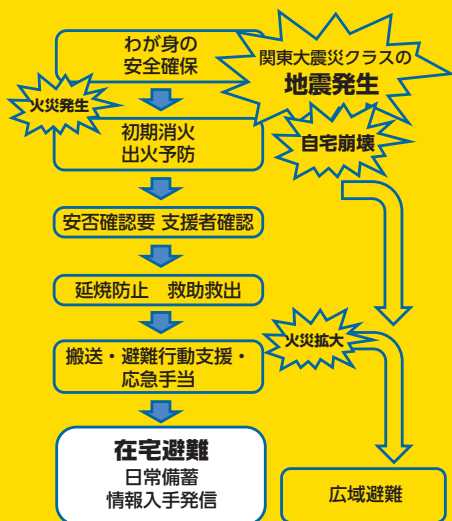 わが身の
安全確保
関東大震災クラスの
地震発生
火災発生
初期消火
出火予防
自宅崩壊
安否確認要 支援者確認
延焼防止　救助救出
搬送・避難行動支援・
応急手当
火災拡大
在宅避難
日常備蓄
情報入手発信
広域避難